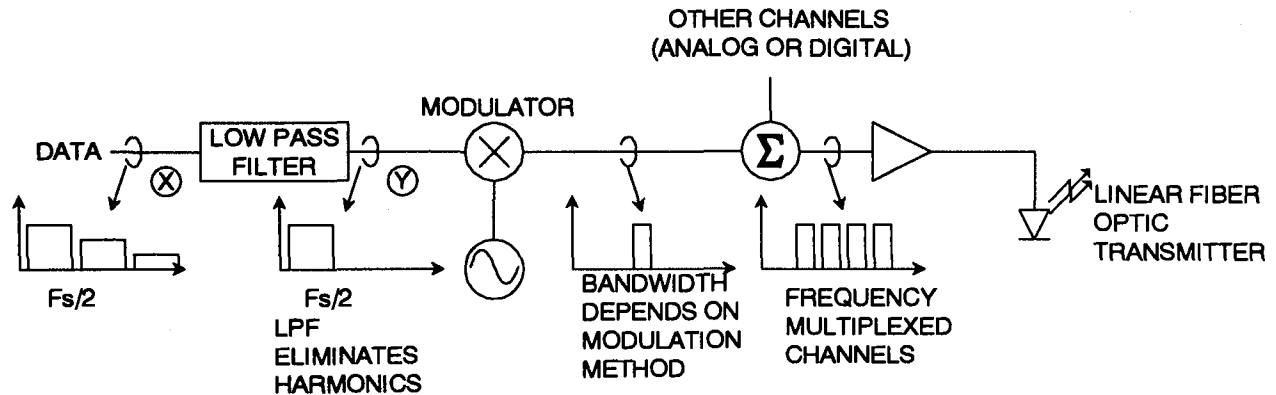 OTHER CHANNELS
(ANALOG OR DIGITAL)
MODULATOR
DATA
LOW PASS
FILTER
X
Y
Σ
LINEAR FIBER
OPTIC
TRANSMITTER
Fs/2
Fs/2
LPF
ELIMINATES
HARMONICS
BANDWIDTH
DEPENDS ON
MODULATION
METHOD
FREQUENCY
MULTIPLEXED
CHANNELS